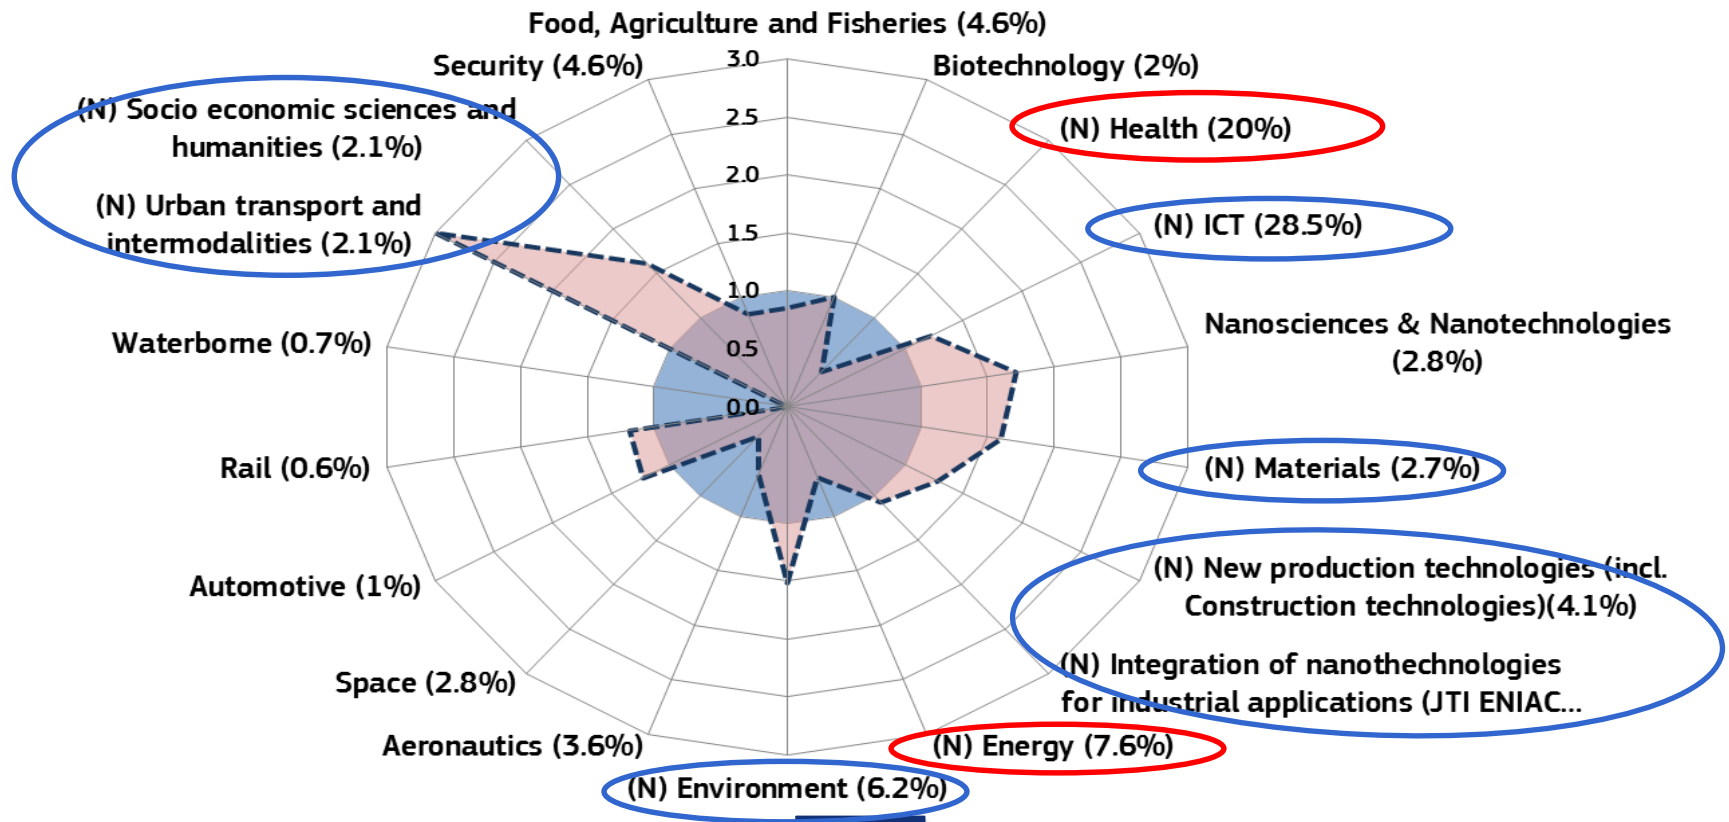 Food, Agriculture and Fisheries (4.6%)
Security (4.6%)
Biotechnology (2%)
(N) Socio economic sciences and
humanities (2.1%)
(N) Health (20%)
(N) Urban transport and
intermodalities (2.1%)
(N) ICT (28.5%)
Waterborne (0.7%)
Nanosciences & Nanotechnologies
(2.8%)
Rail (0.6%)
(N) Materials (2.7%)
Automotive (1%)
(N) New production technologies (incl.
Construction technologies)(4.1%)
Space (2.8%)
(N) Integration of nanothechnologies
for industrial applications (JTI ENIAC...
Aeronautics (3.6%)
(N) Energy (7.6%)
(N) Environment (6.2%)
3.0
2.5
2.0
1.5
1.0
0.5
0.0